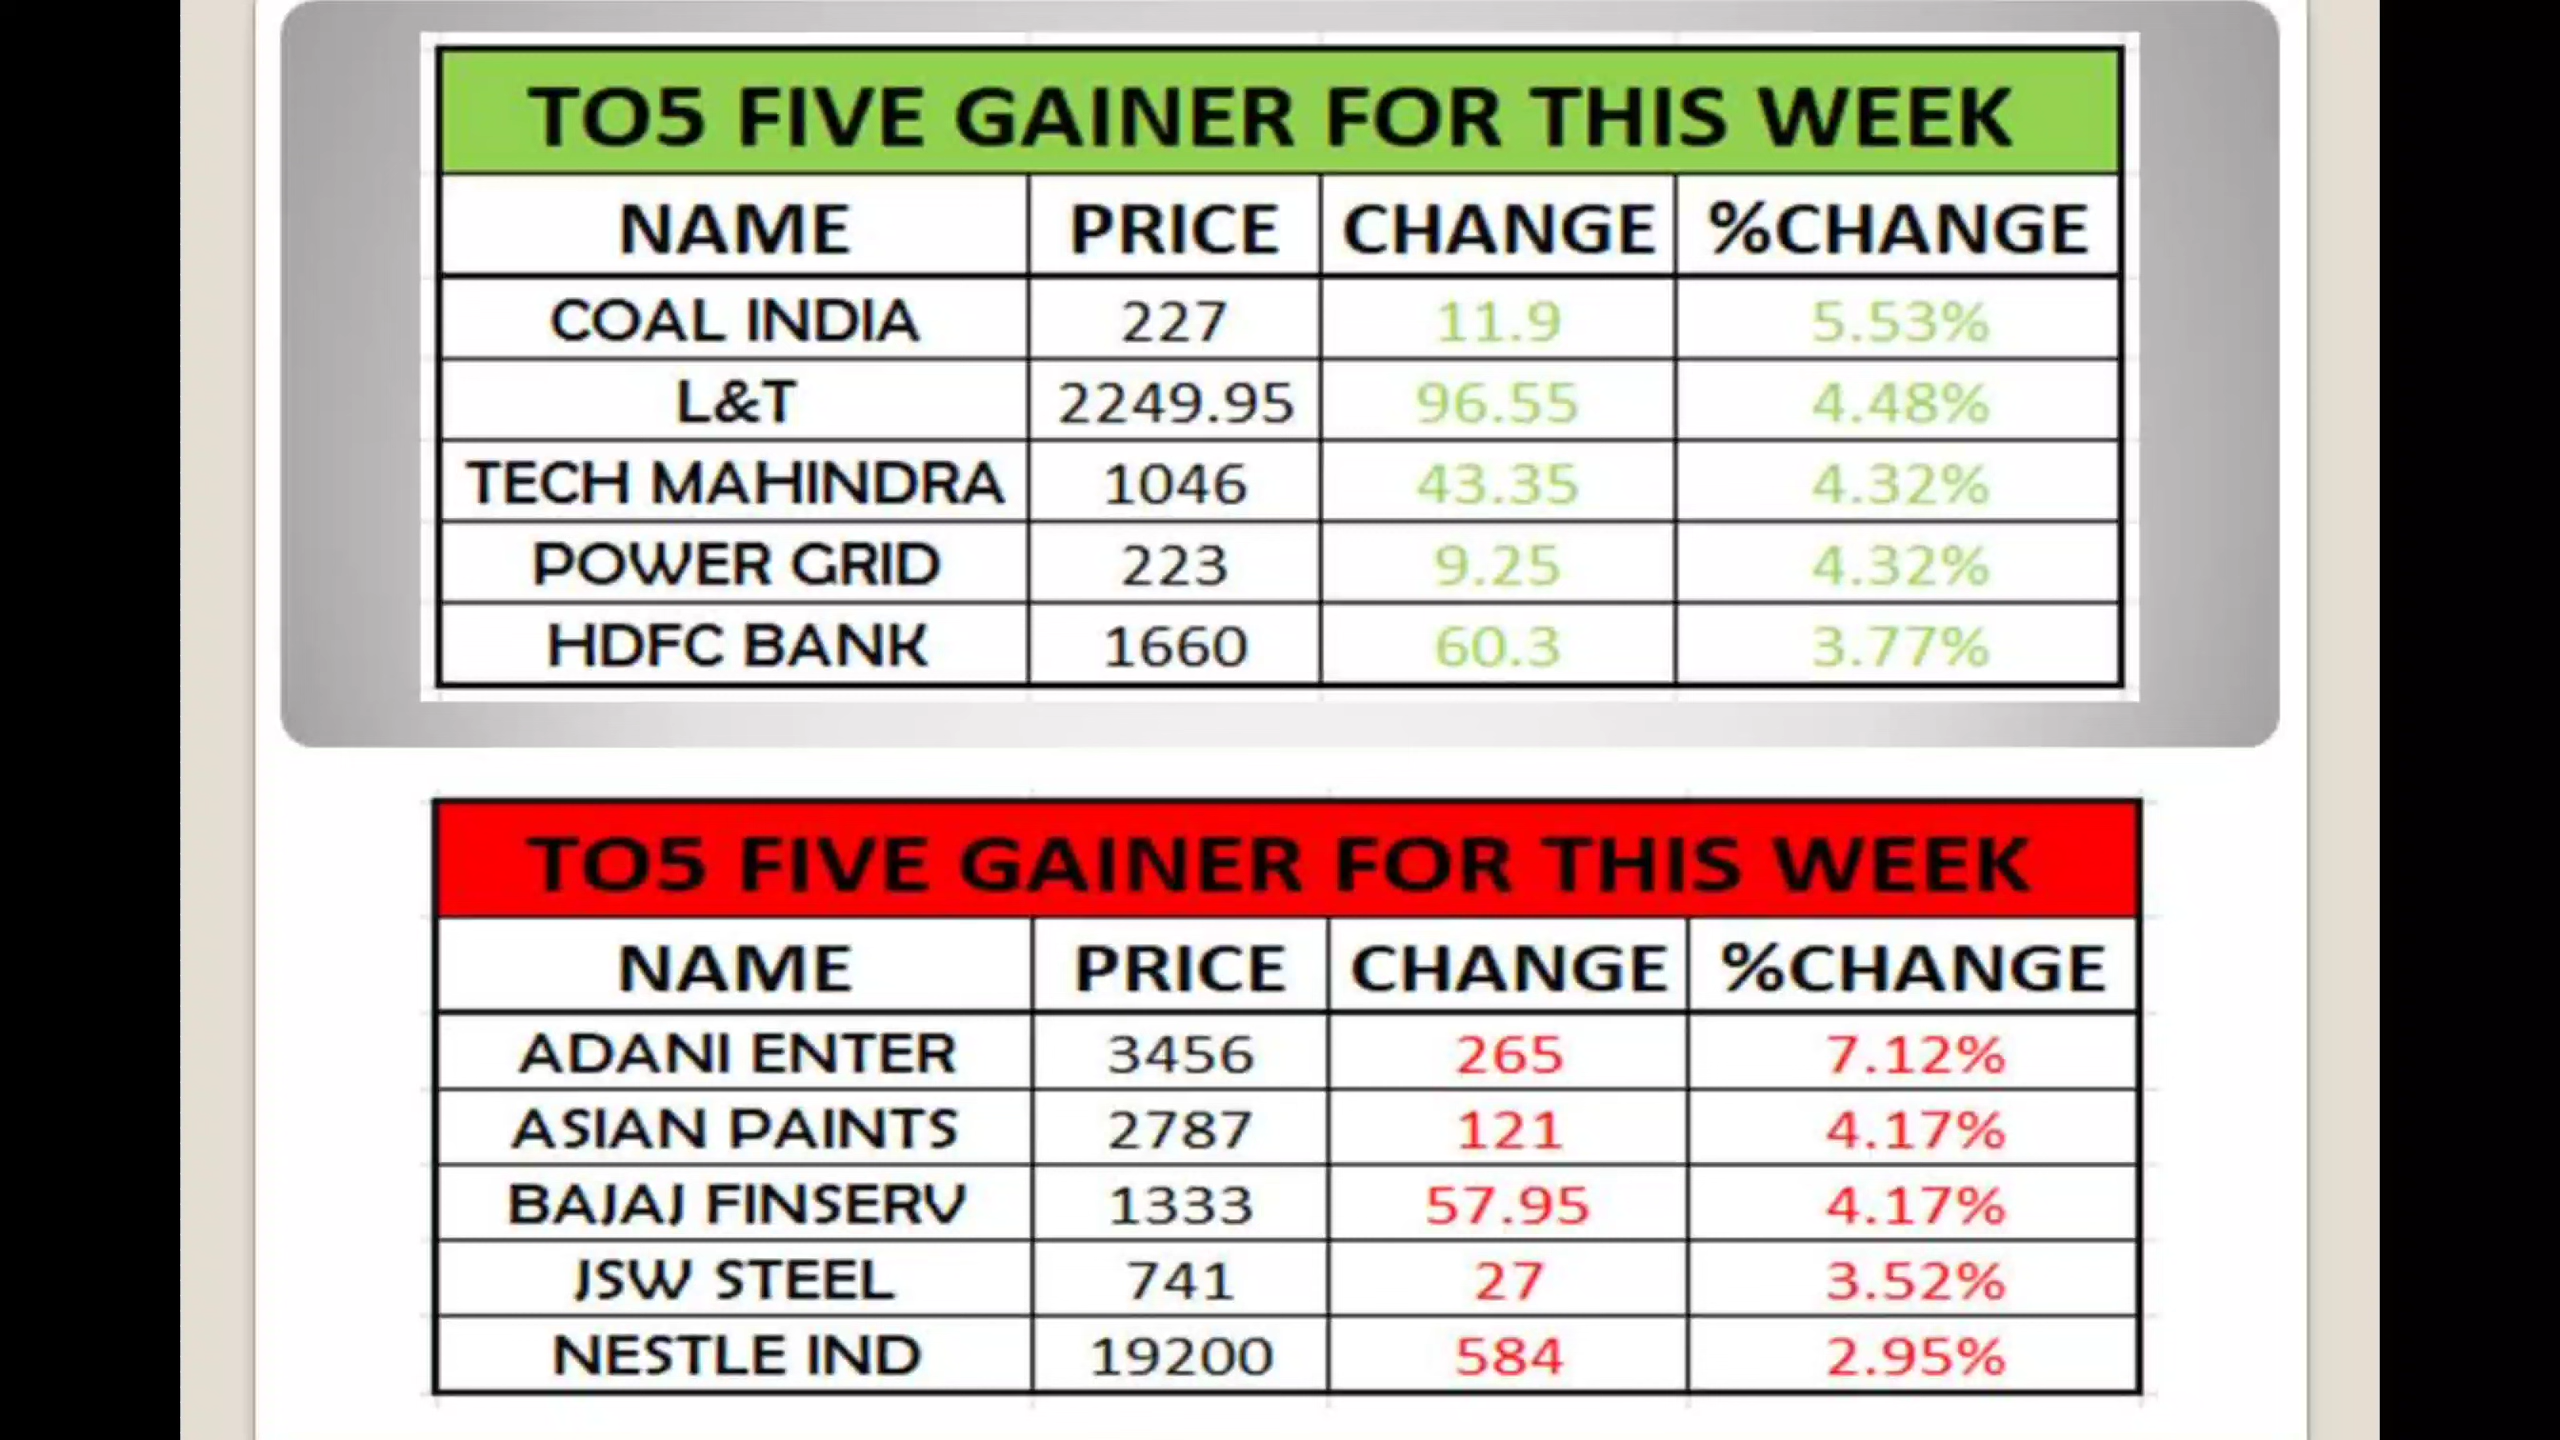 TO5 FIVE GAINER FOR THIS WEEK
NAME PRICE CHANGE %CHANGE
COAL INDIA 227 11.9 5.53%
L&T 2249.95 96.55 4.48%
TECH MAHINDRA 1046 43.35 4.32%
POWER GRID 223 9.25 4.32%
HDFC BANK 1660 60.3 3.77%
TO5 FIVE GAINER FOR THIS WEEK
NAME PRICE CHANGE %CHANGE
ADANI ENTER 3456 265 7.12%
ASIAN PAINTS 2787 121 4.17%
BAJAJ FINSERV 1333 57.95 4.17%
JSW STEEL 741 27 3.52%
NESTLE IND 19200 584 2.95%